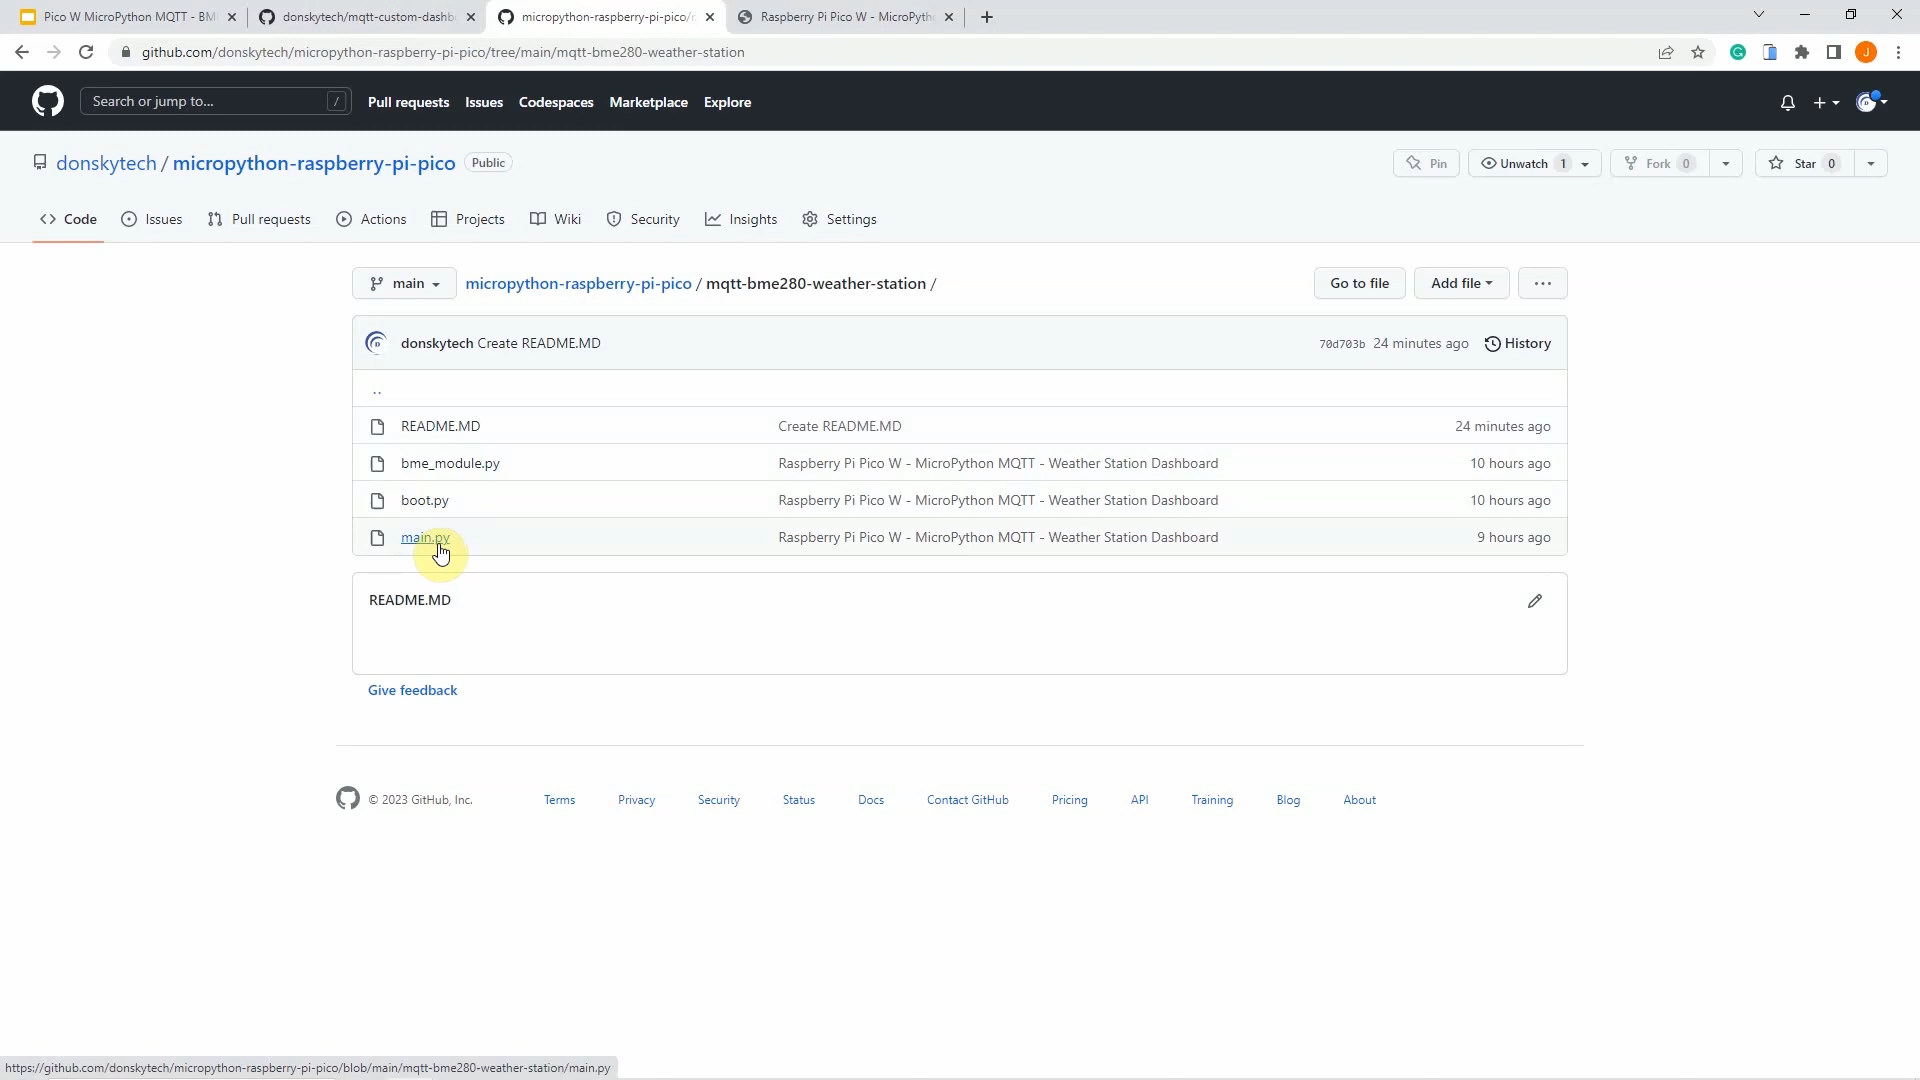 Pico W MicroPython MQTT - BM
donskytech/mqtt-custom-dashb
micropython-raspberry-pi-pico/
Raspberry Pi Pico W - MicroPyth
github.com/donskytech/micropython-raspberry-pi-pico/tree/main/mqtt-bme280-weather-station
J
Search or jump to...
/
Pull requests
Issues
Codespaces
Marketplace
Explore
donskytech / micropython-raspberry-pi-pico
Public
Pin
Unwatch 1
Fork 0
Star 0
Code
Issues
Pull requests
Actions
Projects
Wiki
Security
Insights
Settings
main
micropython-raspberry-pi-pico / mqtt-bme280-weather-station /
Go to file
Add file
donskytech Create README.MD
70d703b 24 minutes ago
History
..
README.MD
Create README.MD
24 minutes ago
bme_module.py
Raspberry Pi Pico W - MicroPython MQTT - Weather Station Dashboard
10 hours ago
boot.py
Raspberry Pi Pico W - MicroPython MQTT - Weather Station Dashboard
10 hours ago
main.py
Raspberry Pi Pico W - MicroPython MQTT - Weather Station Dashboard
9 hours ago
README.MD
Give feedback
© 2023 GitHub, Inc.
Terms
Privacy
Security
Status
Docs
Contact GitHub
Pricing
API
Training
Blog
About
https://github.com/donskytech/micropython-raspberry-pi-pico/blob/main/mqtt-bme280-weather-station/main.py